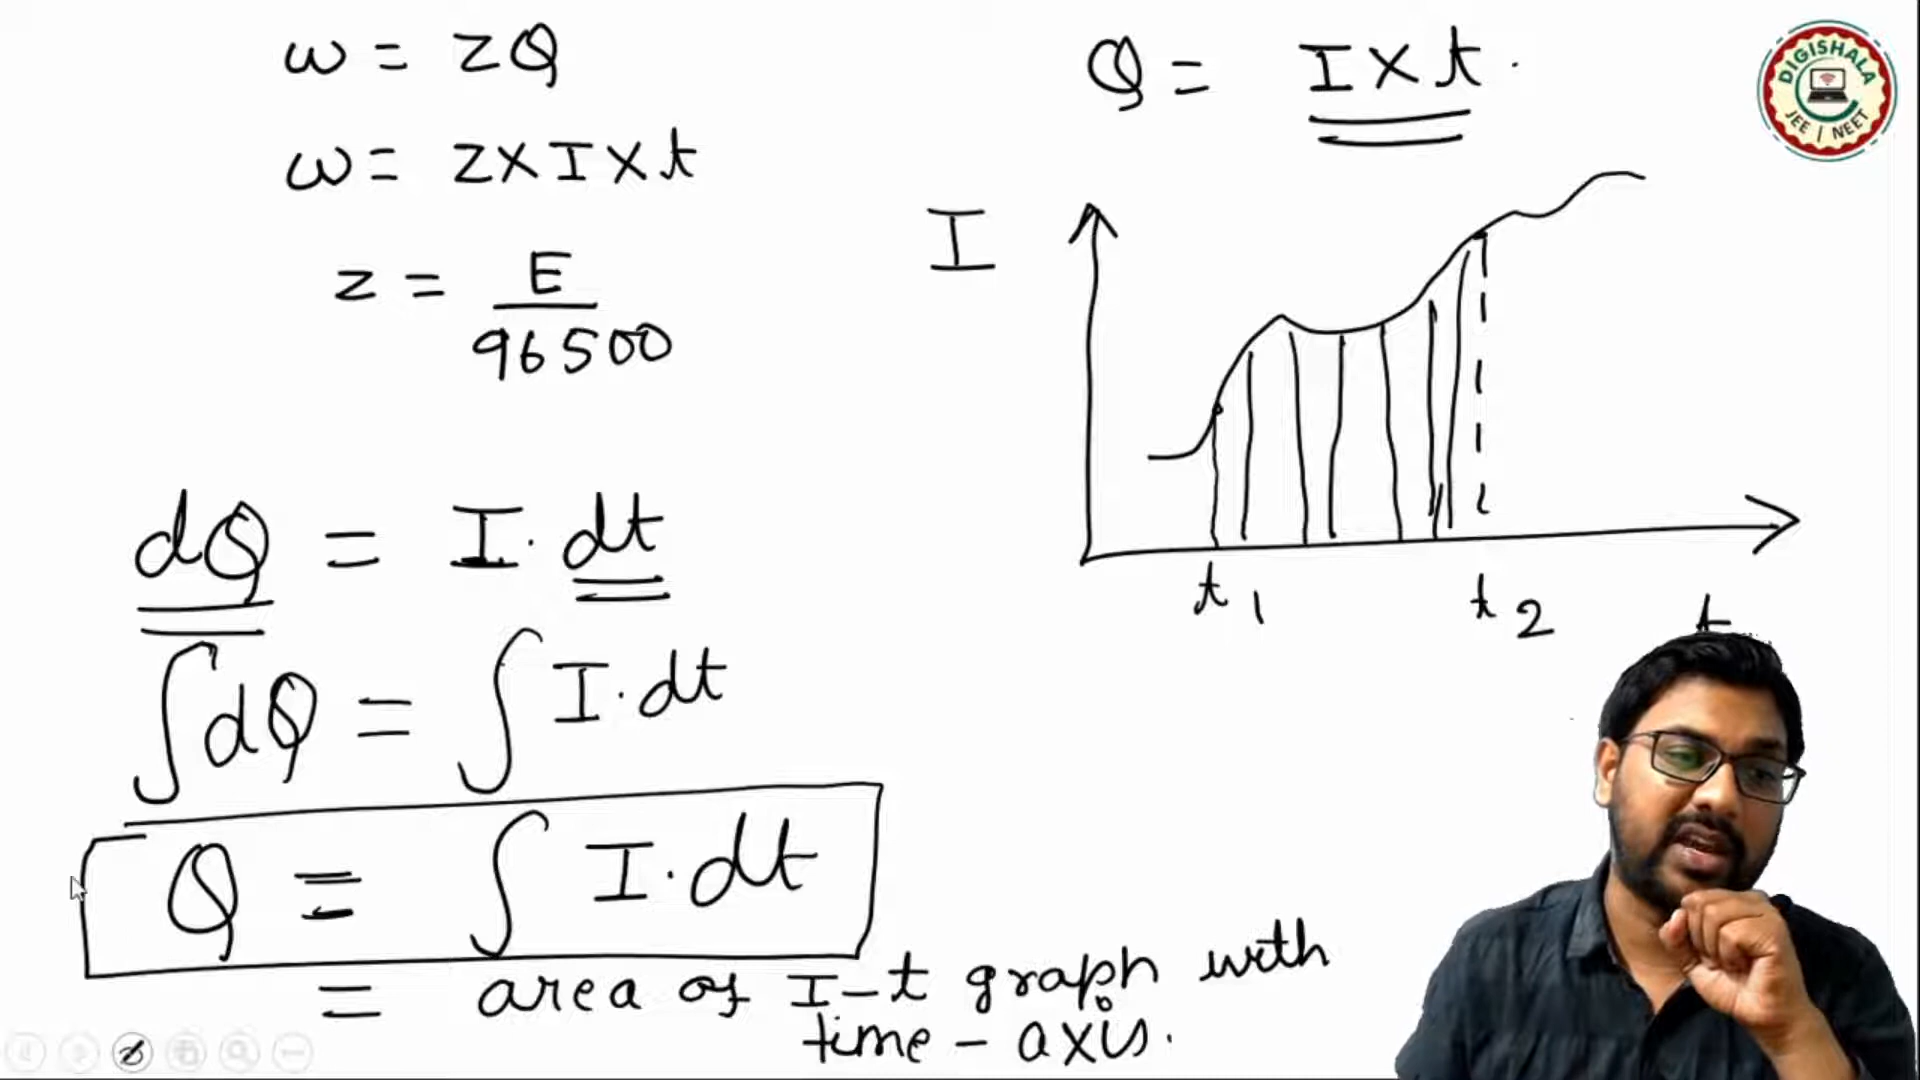 w = ZQ
w = Z X I X t
Z = E
96500
dQ = I . dt
∫dQ = ∫ I . dt
Q = ∫ I . dt
= area of I-t graph with
time - axis.
Q = I X t .
I
t1
t2
t
DIGISHALA
JEE | NEET